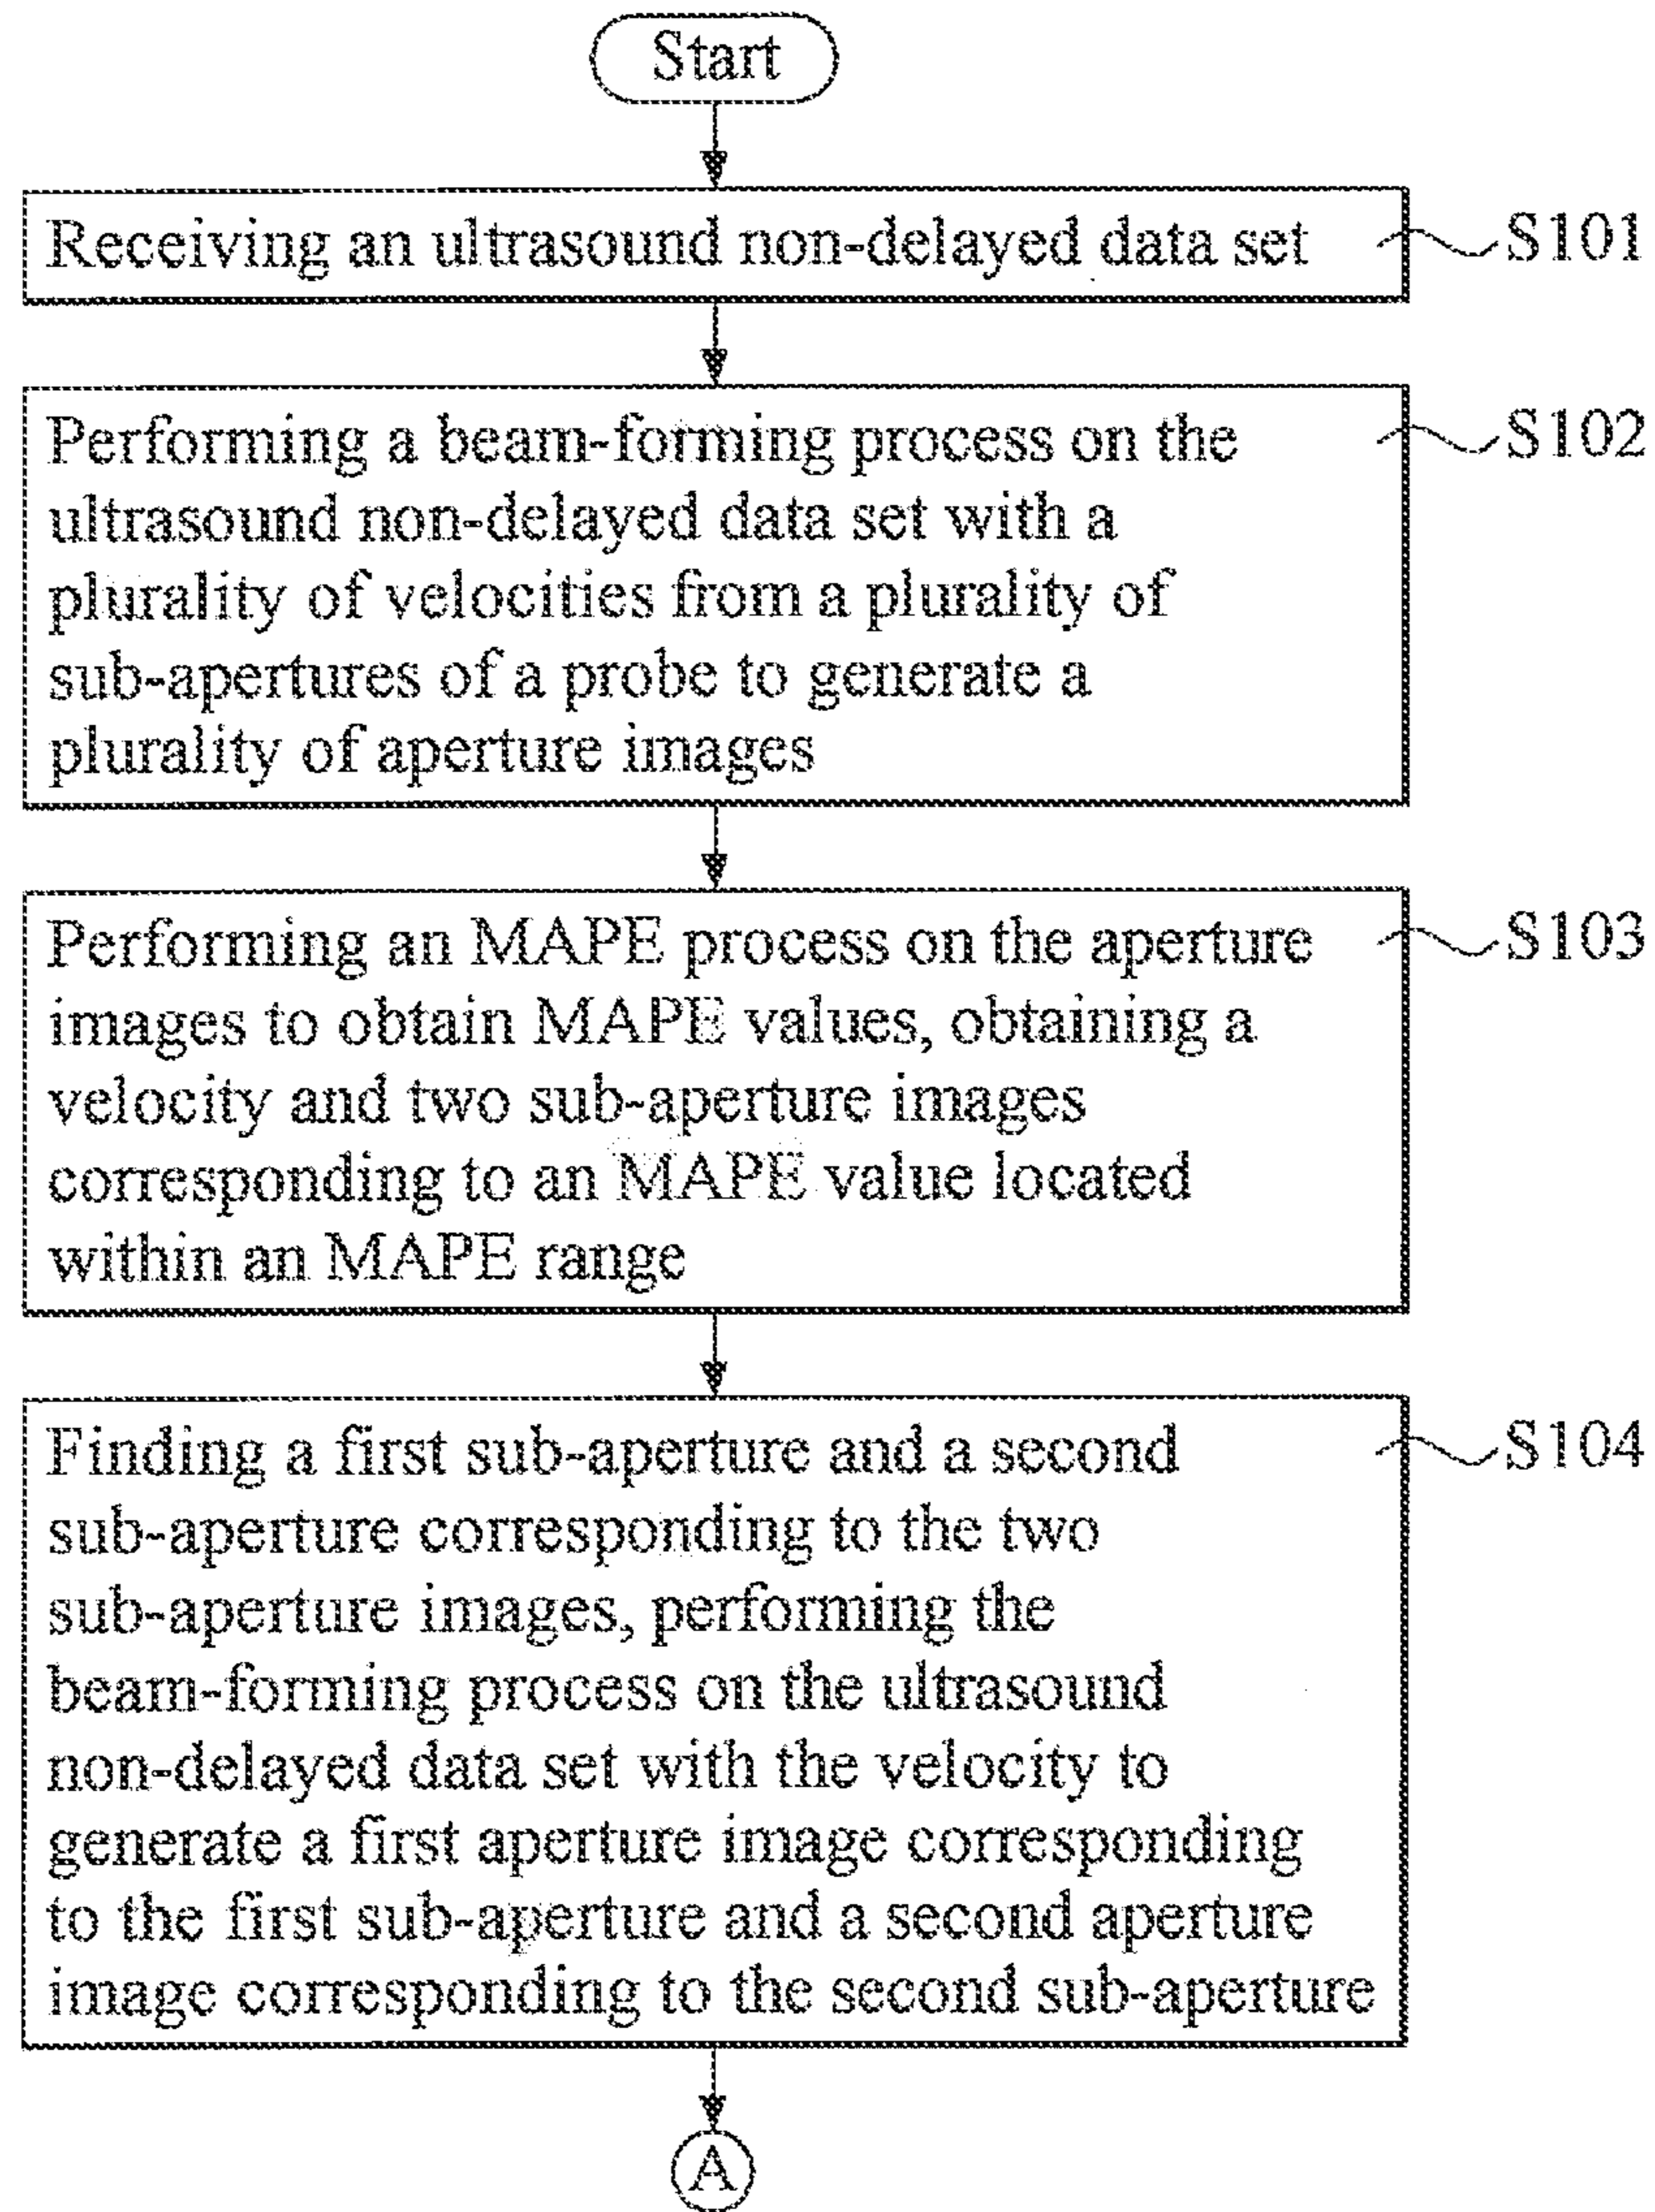 Start
Receiving an ultrasound non-delayed data set
S101
Performing a beam-forming process on the
S102
ultrasound non-delayed data set with a
plurality of velocities from a plurality of
sub-apertures of a probe to generate a
plurality of aperture images
Performing an MAPE process on the aperture
S103
images to obtain MAPE values, obtaining a
velocity and two sub-aperture images
corresponding to an MAPE value located
within an MAPE range
Finding a first sub-aperture and a second
S104
sub-aperture corresponding to the two
sub-aperture images, performing the
beam-forming process on the ultrasound
non-delayed data set with the velocity to
generate a first aperture image corresponding
to the first sub-aperture and a second aperture
image corresponding to the second sub-aperture
A